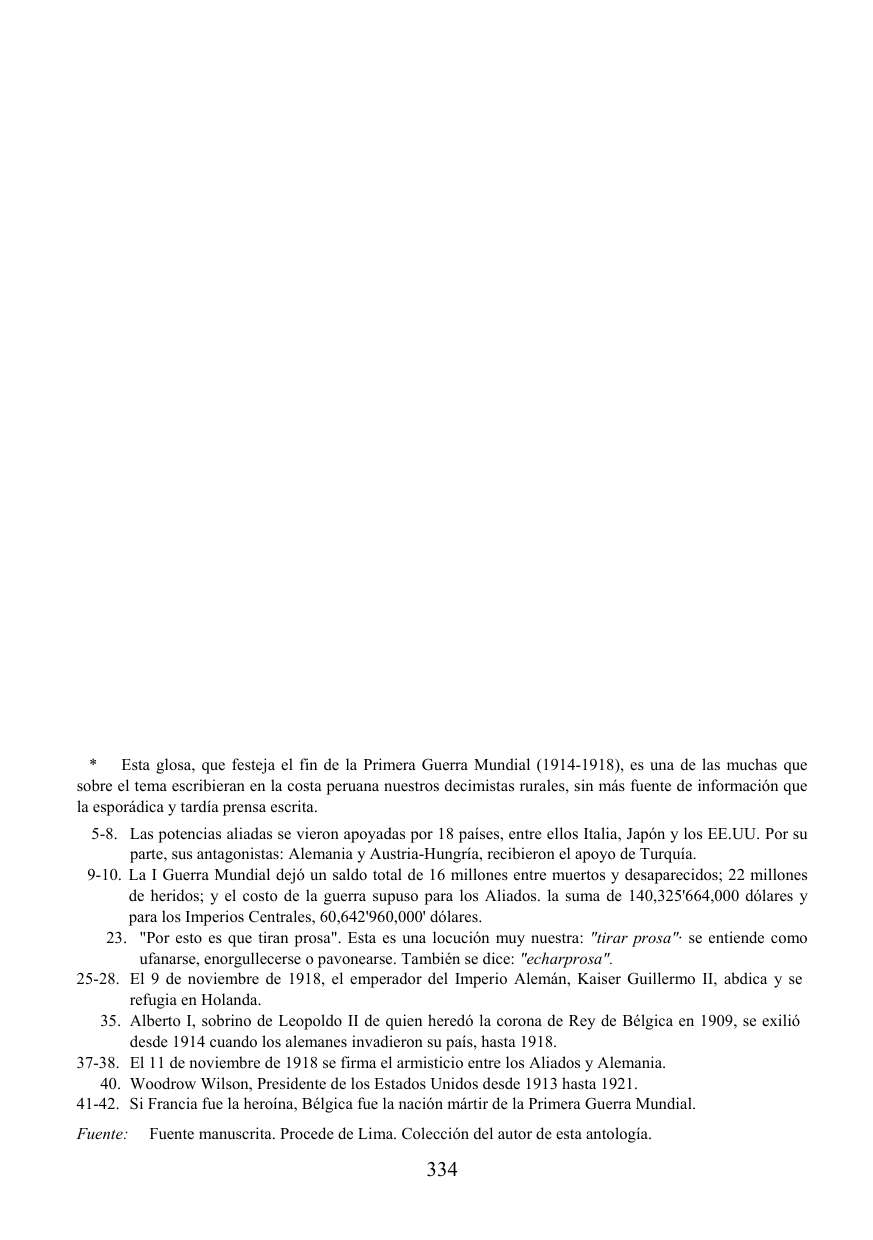 * Esta glosa, que festeja el fin de la Primera Guerra Mundial (1914-1918), es una de las muchas que
sobre el tema escribieran en la costa peruana nuestros decimistas rurales, sin más fuente de información que
la esporádica y tardía prensa escrita.
5-8. Las potencias aliadas se vieron apoyadas por 18 países, entre ellos Italia, Japón y los EE.UU. Por su
parte, sus antagonistas: Alemania y Austria-Hungría, recibieron el apoyo de Turquía.
9-10. La I Guerra Mundial dejó un saldo total de 16 millones entre muertos y desaparecidos; 22 millones
de heridos; y el costo de la guerra supuso para los Aliados. la suma de 140,325'664,000 dólares y
para los Imperios Centrales, 60,642'960,000' dólares.
23. "Por esto es que tiran prosa". Esta es una locución muy nuestra: "tirar prosa"· se entiende como
ufanarse, enorgullecerse o pavonearse. También se dice: "echarprosa".
25-28. El 9 de noviembre de 1918, el emperador del Imperio Alemán, Kaiser Guillermo II, abdica y se
refugia en Holanda.
35. Alberto I, sobrino de Leopoldo II de quien heredó la corona de Rey de Bélgica en 1909, se exilió
desde 1914 cuando los alemanes invadieron su país, hasta 1918.
37-38. El 11 de noviembre de 1918 se firma el armisticio entre los Aliados y Alemania.
40. Woodrow Wilson, Presidente de los Estados Unidos desde 1913 hasta 1921.
41-42. Si Francia fue la heroína, Bélgica fue la nación mártir de la Primera Guerra Mundial.
Fuente: Fuente manuscrita. Procede de Lima. Colección del autor de esta antología.
334